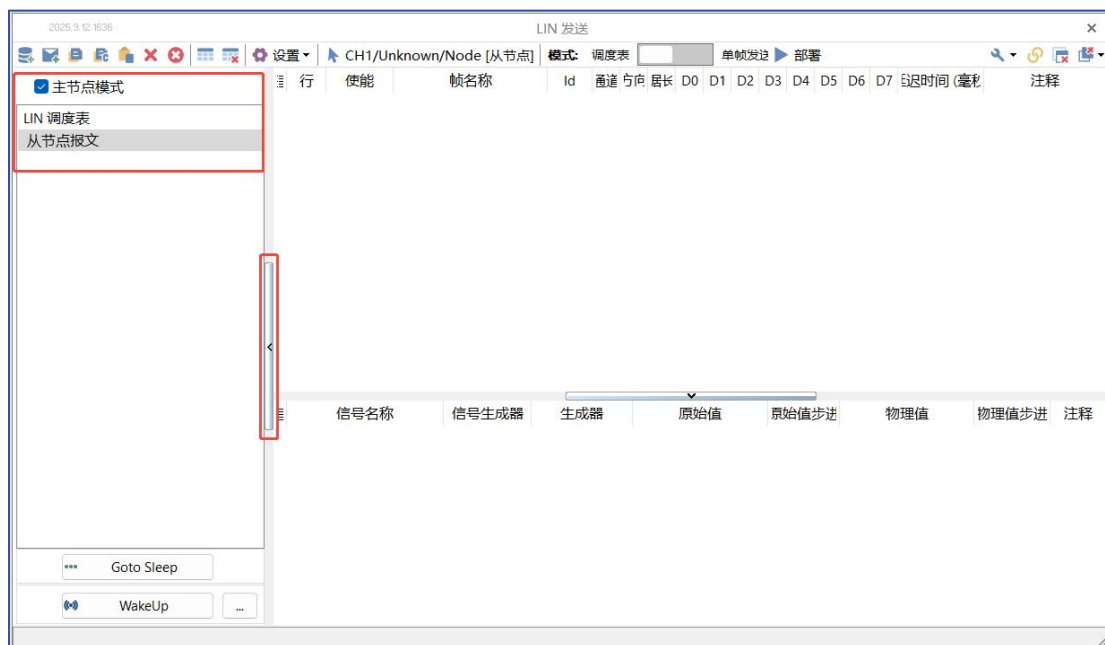 2025.9.12.1636
LIN 发送
设置
CH1/Unknown/Node [从节点]
模式:
调度表
单帧发送
部署
主节点模式
LIN 调度表
从节点报文
行 使能 帧名称 Id 通道 方向 D0 D1 D2 D3 D4 D5 D6 D7 迟时间 (毫秒 注释
信号名称 信号生成器 生成器 原始值 原始值步进 物理值 物理值步进 注释
Goto Sleep
WakeUp
...